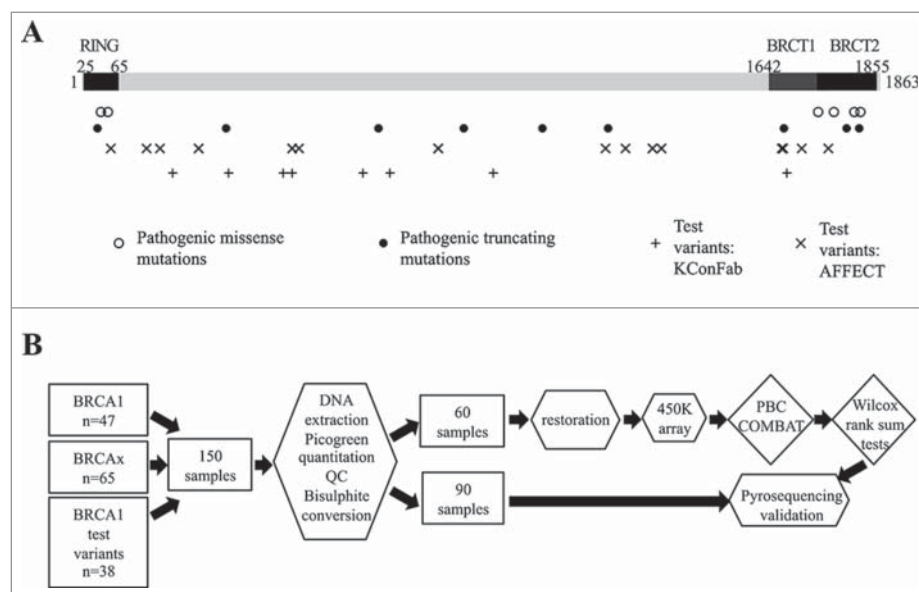 A
RING
BRCT1
BRCT2
25
65
1642
1855
1
1863
Pathogenic missense
mutations
Pathogenic truncating
mutations
Test
variants:
KConFab
Test
variants:
AFFECT
B
BRCA1
n=47
BRCAx
n=65
BRCA1
test
variants
n=38
150
samples
DNA
extraction
Picogreen
quantitation
QC
Bisulphite
conversion
60
samples
90
samples
restoration
450K
array
PBC
COMBAT
Wilcox
rank sum
tests
Pyrosequencing
validation